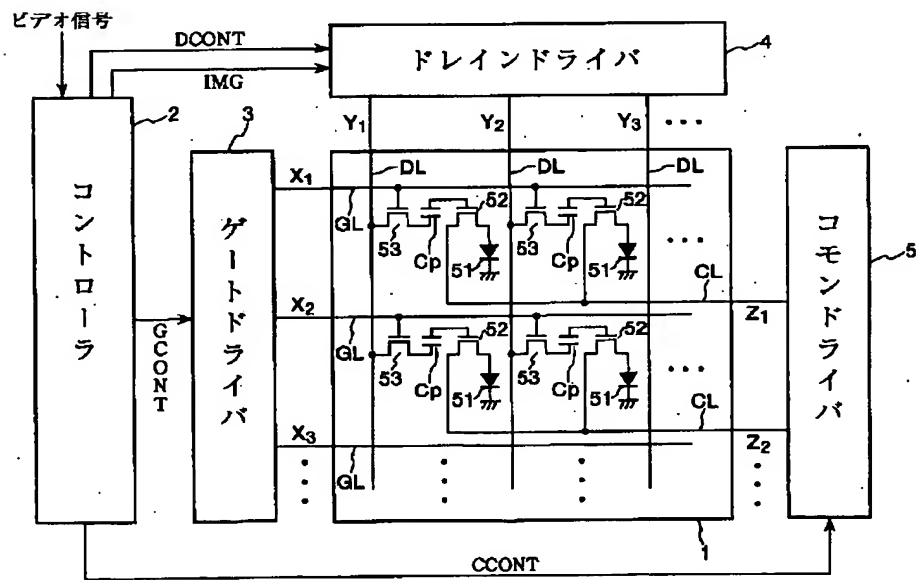 ビデオ信号
DCONT
IMG
ドレインドライバ
4
2
3
Y1 Y2 Y3 ...
コントローラ
ゲートドライバ
コモンドライバ
5
DL DL DL
X1
GL
53 Cp 52 51 53 Cp 52 51
...
CL
Z1
GCONT
X2
GL
53 Cp 52 51 53 Cp 52 51
...
CL
Z2
X3
GL
1
CCONT